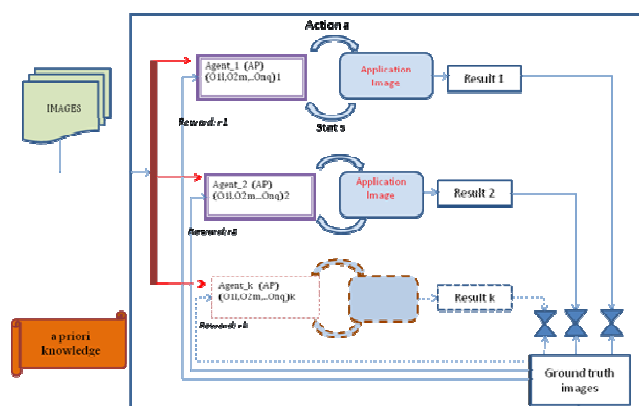 Action a
Agent_1 (AP)
(O1l,O2m,..Onq)1
Application
Image
Result 1
IMAGES
Reward: r1
State s
Agent_2 (AP)
(O1l,O2m...Onq)2
Application
Image
Result 2
Agent_k (AP)
(O1l,O2m,..Onq)k
Result k
a priori
knowledge
Ground truth
images